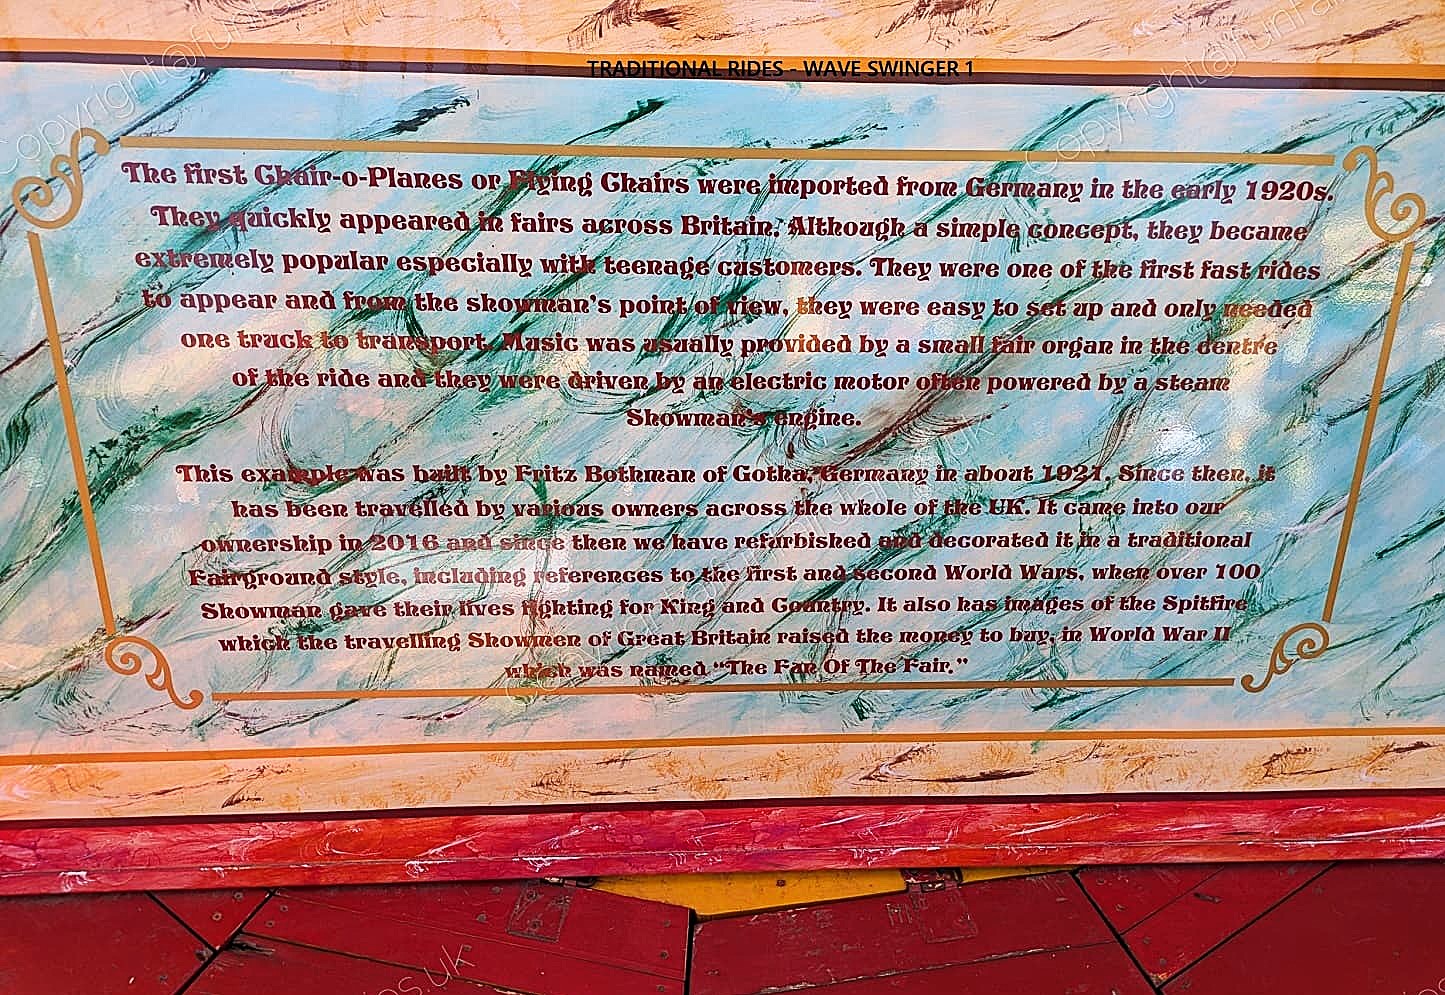 TRADITIONAL RIDES - WAVE SWINGER 1
The first Chair-o-Planes or Flying Chairs were imported from Germany in the early 1920s.
They quickly appeared in fairs across Britain. Although a simple concept, they became
extremely popular especially with teenage customers. They were one of the first fast rides
to appear and from the showman's point of view, they were easy to set up and only needed
one truck to transport. Music was usually provided by a small fair organ in the centre
of the ride and they were driven by an electric motor often powered by a steam
Showman's engine.
This example was built by Fritz Bothman of Gotha, Germany in about 1921. Since then, it
has been travelled by various owners across the whole of the UK. It came into our
ownership in 2016 and since then we have refurbished and decorated it in a traditional
Fairground style, including references to the first and second World Wars, when over 100
Showman gave their lives fighting for King and Country. It also has images of the Spitfire
which the travelling Showmen of Great Britain raised the money to buy, in World War II
which was named “The Fan Of The Fair.”